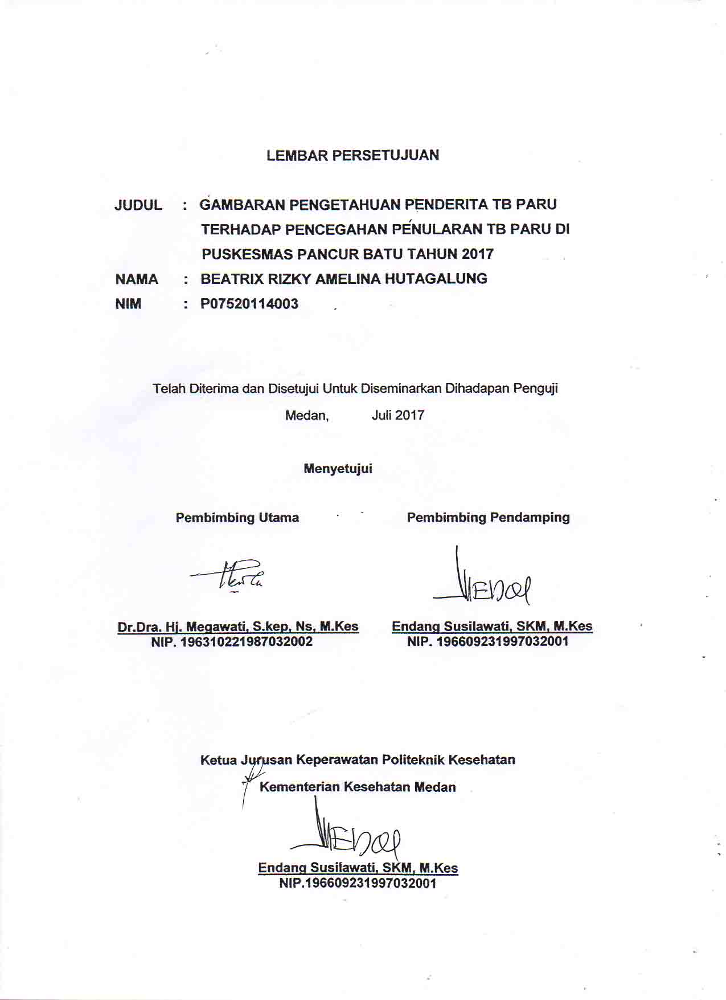 LEMBAR PERSETUJUAN
JUDUL : GAMBARAN PENGETAHUAN PENDERITA TB PARU
TERHADAP PENCEGAHAN PENULARAN TB PARU DI
PUSKESMAS PANCUR BATU TAHUN 2017
NAMA : BEATRIX RIZKY AMELINA HUTAGALUNG
NIM : P07520114003
Telah Diterima dan Disetujui Untuk Diseminarkan Dihadapan Penguji
Medan, Juli 2017
Menyetujui
Pembimbing Utama Pembimbing Pendamping
Dr.Dra. Hj. Megawati, S.kep, Ns, M.Kes Endang Susilawati, SKM, M.Kes
NIP. 196310221987032002 NIP. 196609231997032001
Ketua Jurusan Keperawatan Politeknik Kesehatan
Kementerian Kesehatan Medan
Endang Susilawati, SKM, M.Kes
NIP.196609231997032001